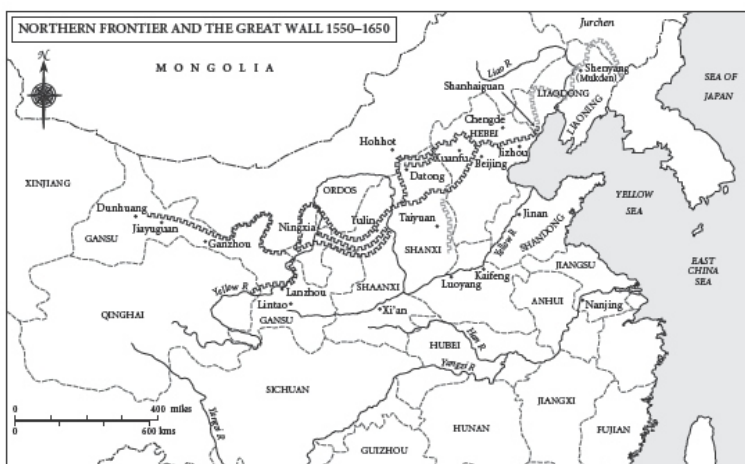 NORTHERN FRONTIER AND THE GREAT WALL 1550–1650
Jurchen
N
MONGOLIA
Liao R
Shenyang
(Mukden)
SEA OF
JAPAN
Shanhaiguan
LIAODONG
LIAONING
Chengde
HEBEI
Hohhot
Xuanfu
Beijing
Jizhou
Datong
XINJIANG
ORDOS
YELLOW
SEA
Dunhuang
Jiayuguan
Ningxia
Yulin
Taiyuan
Jinan
SHANDONG
GANSU
Ganzhou
SHANXI
Yellow R
EAST
CHINA
SEA
JIANGSU
Yellow R
Lanzhou
SHAANXI
Luoyang
Kaifeng
ANHUI
Nanjing
Lintao
GANSU
Xi'an
QINGHAI
Han R
HUBEI
Yangzi R
SICHUAN
0 400 miles
0 600 kms
Yangzi R
HUNAN
JIANGXI
FUJIAN
GUIZHOU